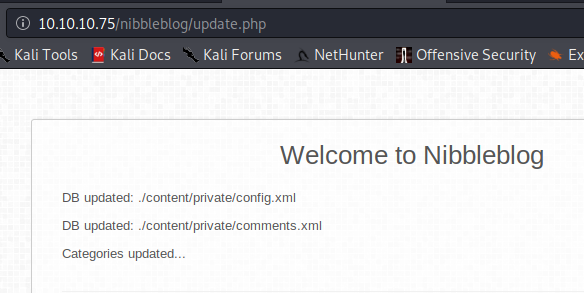 10.10.10.75/nibbleblog/update.php
Kali Tools Kali Docs Kali Forums NetHunter Offensive Security Ex
Welcome to Nibbleblog
DB updated: ./content/private/config.xml
DB updated: ./content/private/comments.xml
Categories updated...